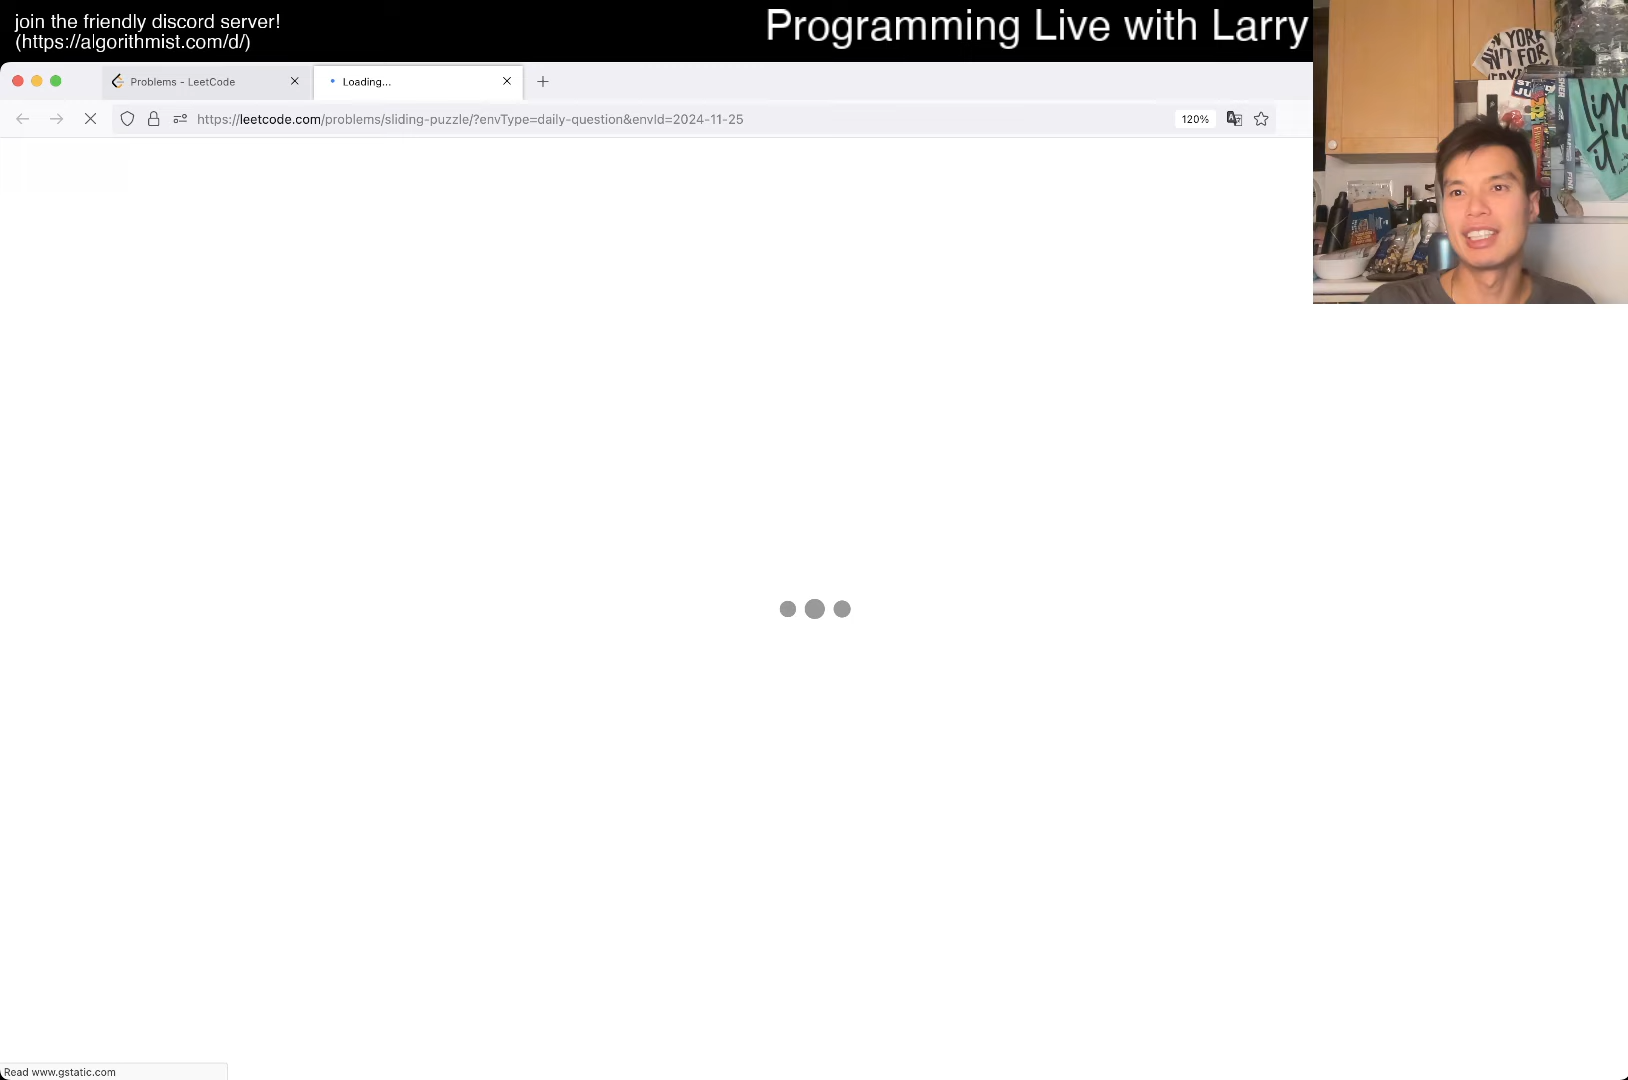 join the friendly discord server!
(https://algorithmist.com/d/)
Programming Live with Larry
Problems - LeetCode
Loading...
https://leetcode.com/problems/sliding-puzzle/?envType=daily-question&envId=2024-11-25
120%
Read www.gstatic.com